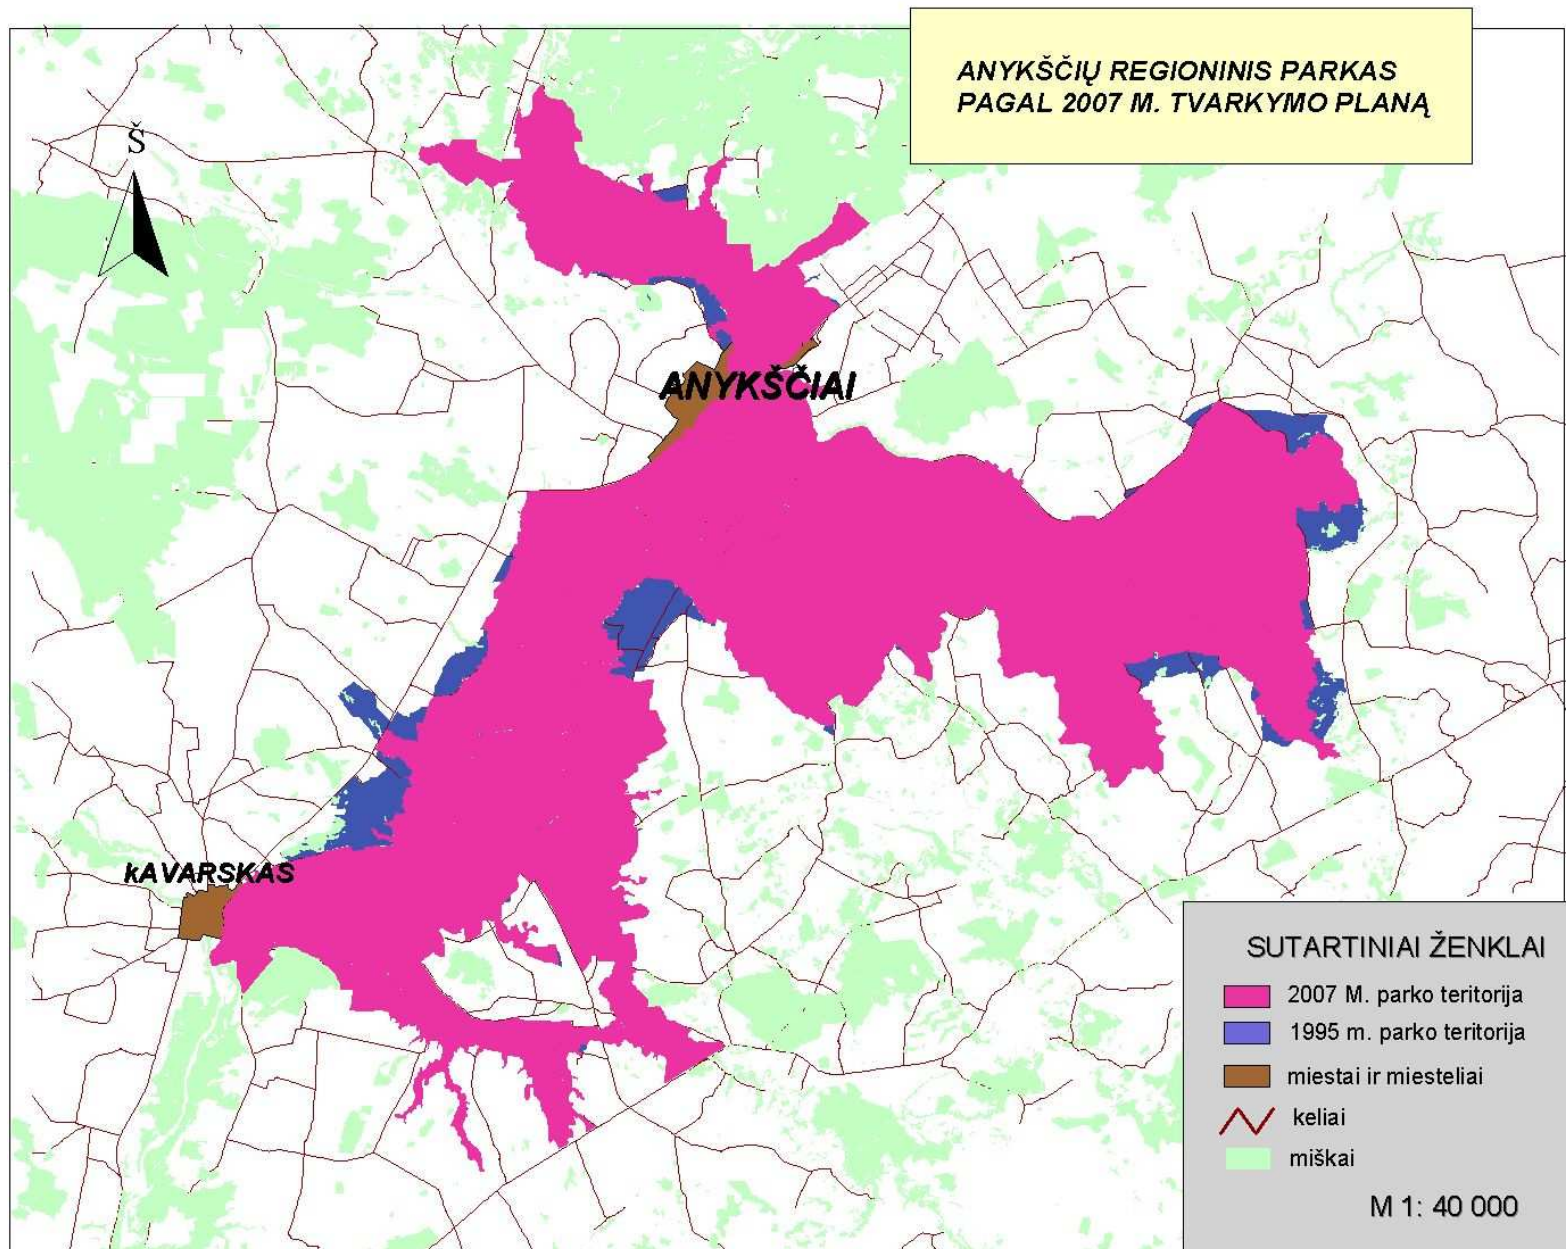 ANYKŠČIŲ REGIONINIS PARKAS
PAGAL 2007 M. TVARKYMO PLANĄ
Š
ANYKŠČIAI
kAVARSKAS
SUTARTINIAI ŽENKLAI
2007 M. parko teritorija
1995 m. parko teritorija
miestai ir miesteliai
keliai
miškai
M 1: 40 000